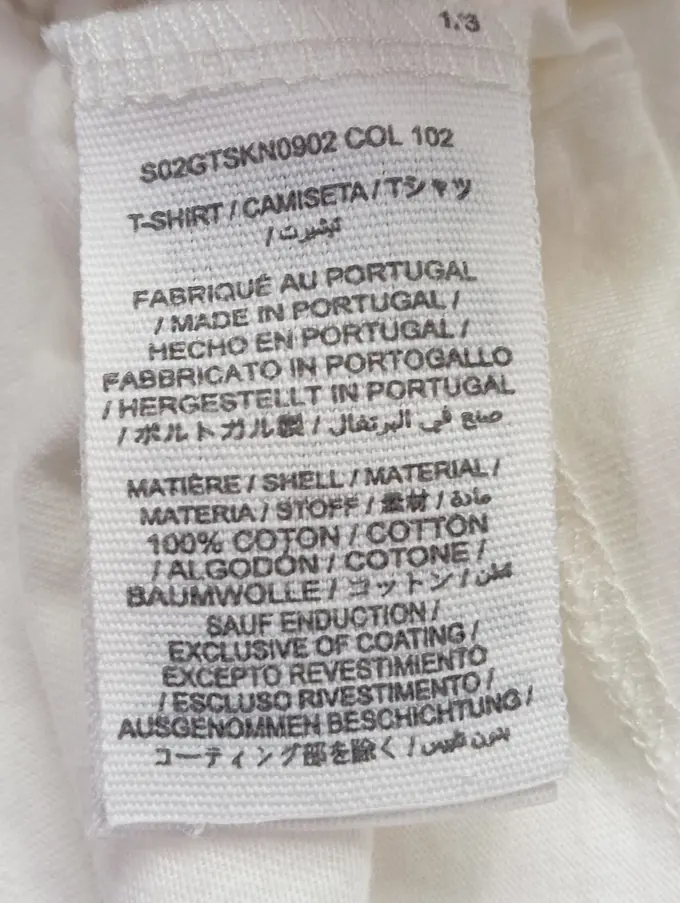 1/3
S02GTSKN0902 COL 102
T-SHIRT / CAMISETA / Tシャツ
/ تيشيرت
FABRIQUÉ AU PORTUGAL
/ MADE IN PORTUGAL /
HECHO EN PORTUGAL /
FABBRICATO IN PORTOGALLO
/ HERGESTELLT IN PORTUGAL
/ ポルトガル製 / صنع في البرتغال
MATIÈRE / SHELL / MATERIAL /
MATERIA / STOFF / 素材 / مادة
100% COTON / COTTON
/ ALGODÓN / COTONE /
BAUMWOLLE / コットン / قطن
SAUF ENDUCTION /
EXCLUSIVE OF COATING /
EXCEPTO REVESTIMIENTO
/ ESCLUSO RIVESTIMENTO /
AUSGENOMMEN BESCHICHTUNG /
コーティング部を除く / بدون